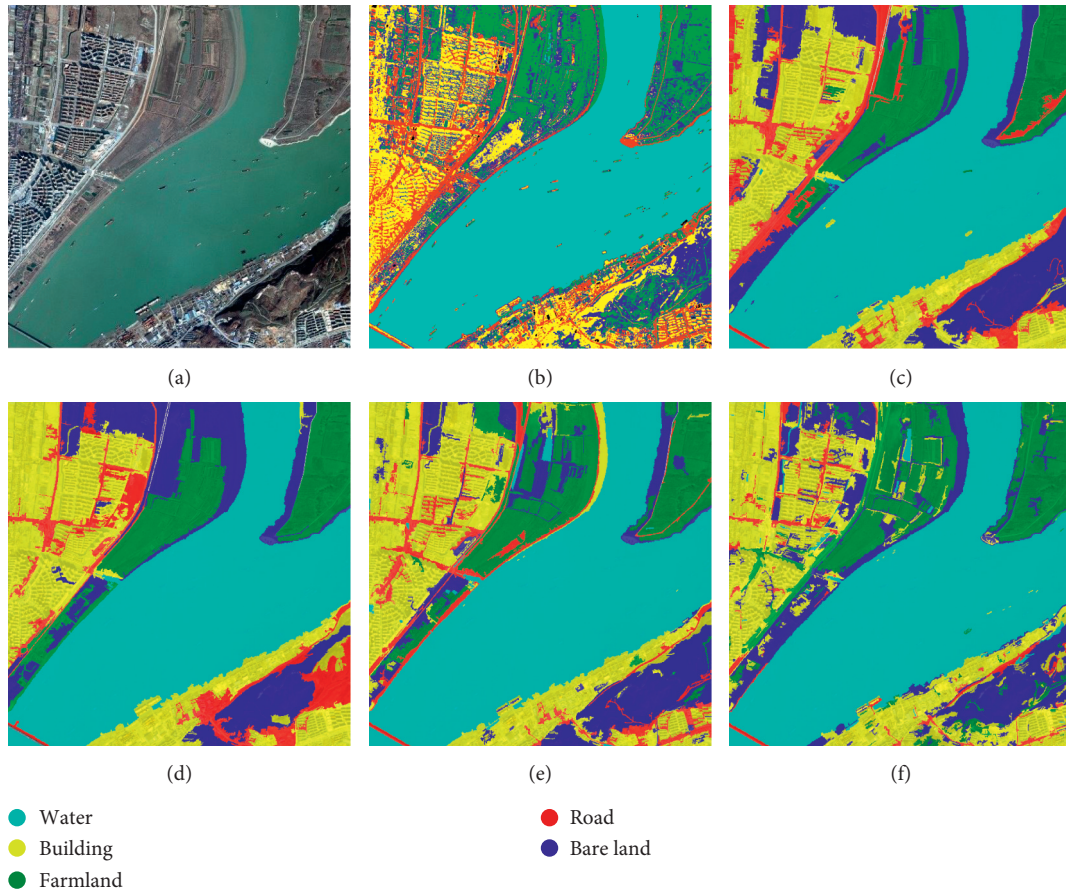 (a)
(b)
(c)
(d)
(e)
(f)
Water
Building
Farmland
Road
Bare land